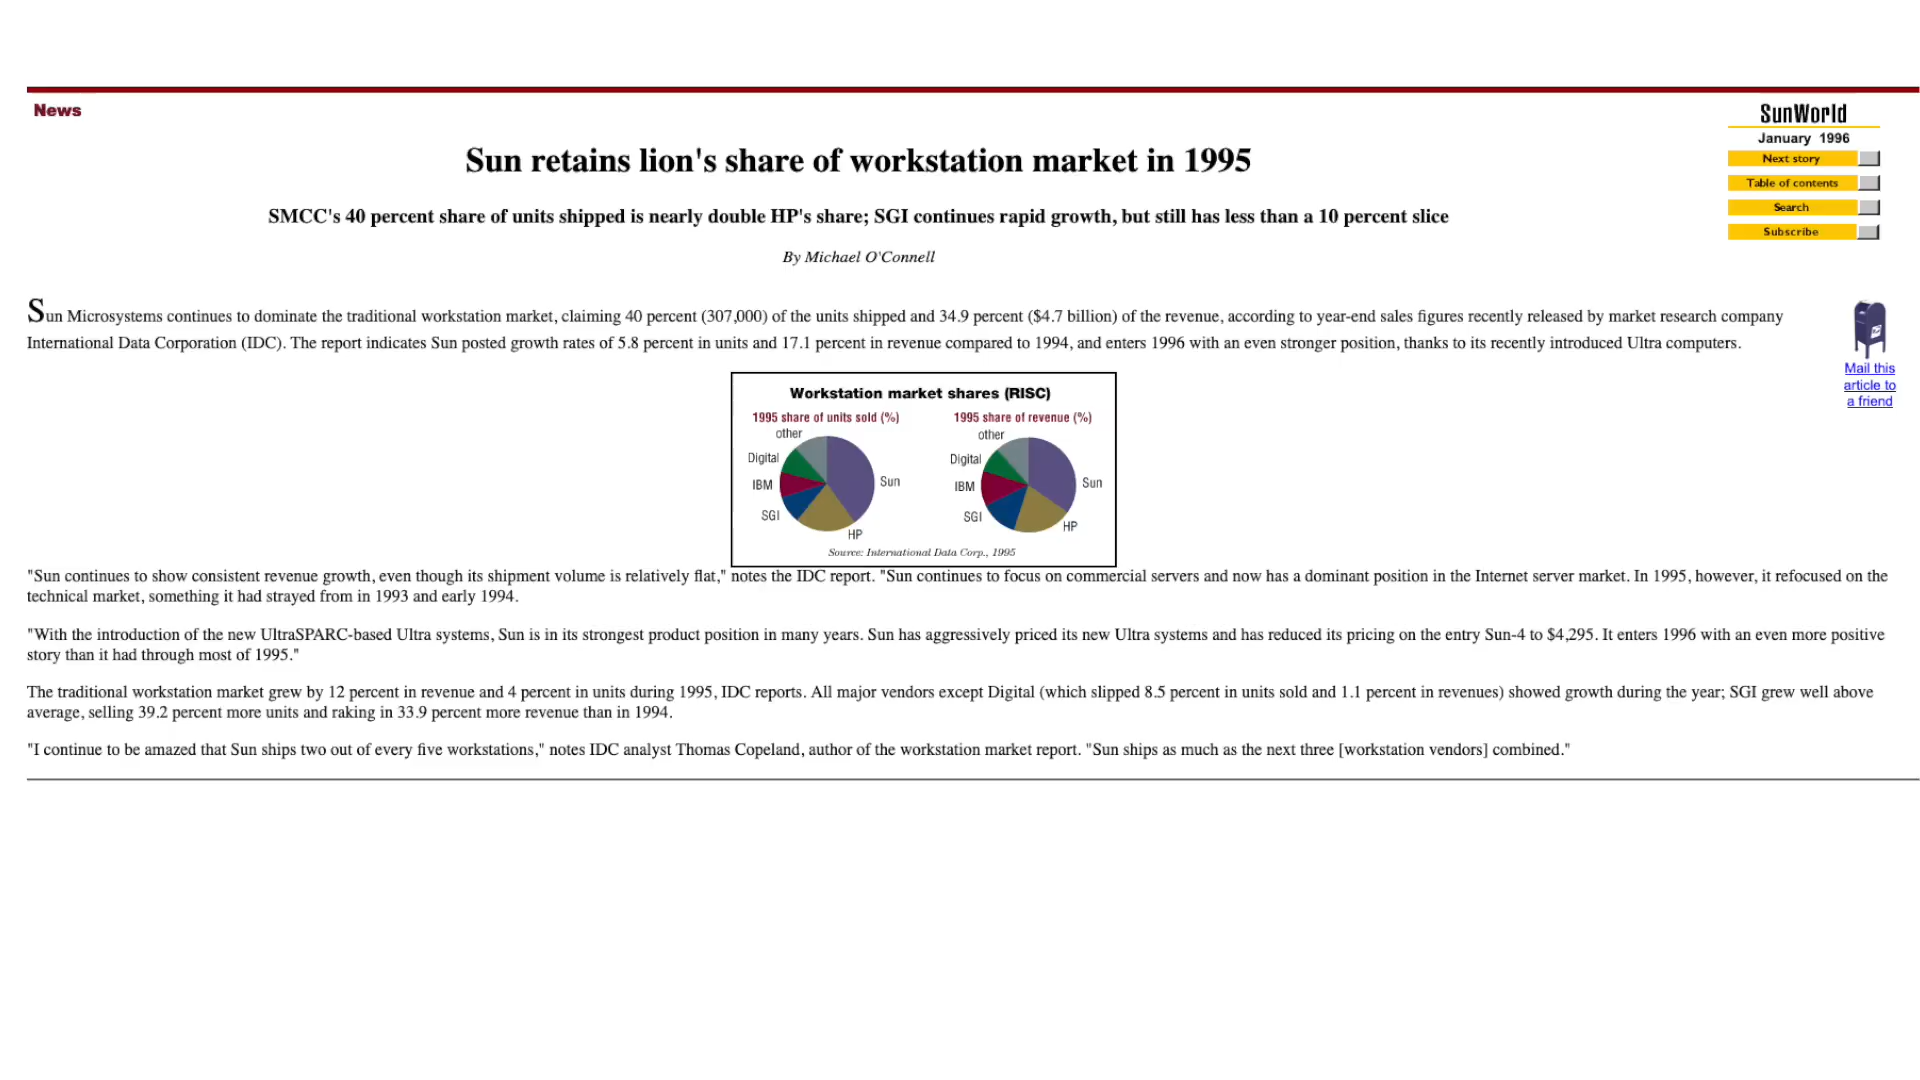 News
SunWorld
January 1996
Next story
Table of contents
Search
Subscribe
Sun retains lion's share of workstation market in 1995
SMCC's 40 percent share of units shipped is nearly double HP's share; SGI continues rapid growth, but still has less than a 10 percent slice
By Michael O'Connell
Sun Microsystems continues to dominate the traditional workstation market, claiming 40 percent (307,000) of the units shipped and 34.9 percent ($4.7 billion) of the revenue, according to year-end sales figures recently released by market research company
International Data Corporation (IDC). The report indicates Sun posted growth rates of 5.8 percent in units and 17.1 percent in revenue compared to 1994, and enters 1996 with an even stronger position, thanks to its recently introduced Ultra computers.
Mail this
article to
a friend
Workstation market shares (RISC)
1995 share of units sold (%)
other
Digital
IBM
SGI
Sun
HP
1995 share of revenue (%)
other
Digital
IBM
SGI
Sun
HP
Source: International Data Corp., 1995
"Sun continues to show consistent revenue growth, even though its shipment volume is relatively flat," notes the IDC report. "Sun continues to focus on commercial servers and now has a dominant position in the Internet server market. In 1995, however, it refocused on the
technical market, something it had strayed from in 1993 and early 1994.
"With the introduction of the new UltraSPARC-based Ultra systems, Sun is in its strongest product position in many years. Sun has aggressively priced its new Ultra systems and has reduced its pricing on the entry Sun-4 to $4,295. It enters 1996 with an even more positive
story than it had through most of 1995."
The traditional workstation market grew by 12 percent in revenue and 4 percent in units during 1995, IDC reports. All major vendors except Digital (which slipped 8.5 percent in units sold and 1.1 percent in revenues) showed growth during the year; SGI grew well above
average, selling 39.2 percent more units and raking in 33.9 percent more revenue than in 1994.
"I continue to be amazed that Sun ships two out of every five workstations," notes IDC analyst Thomas Copeland, author of the workstation market report. "Sun ships as much as the next three [workstation vendors] combined."